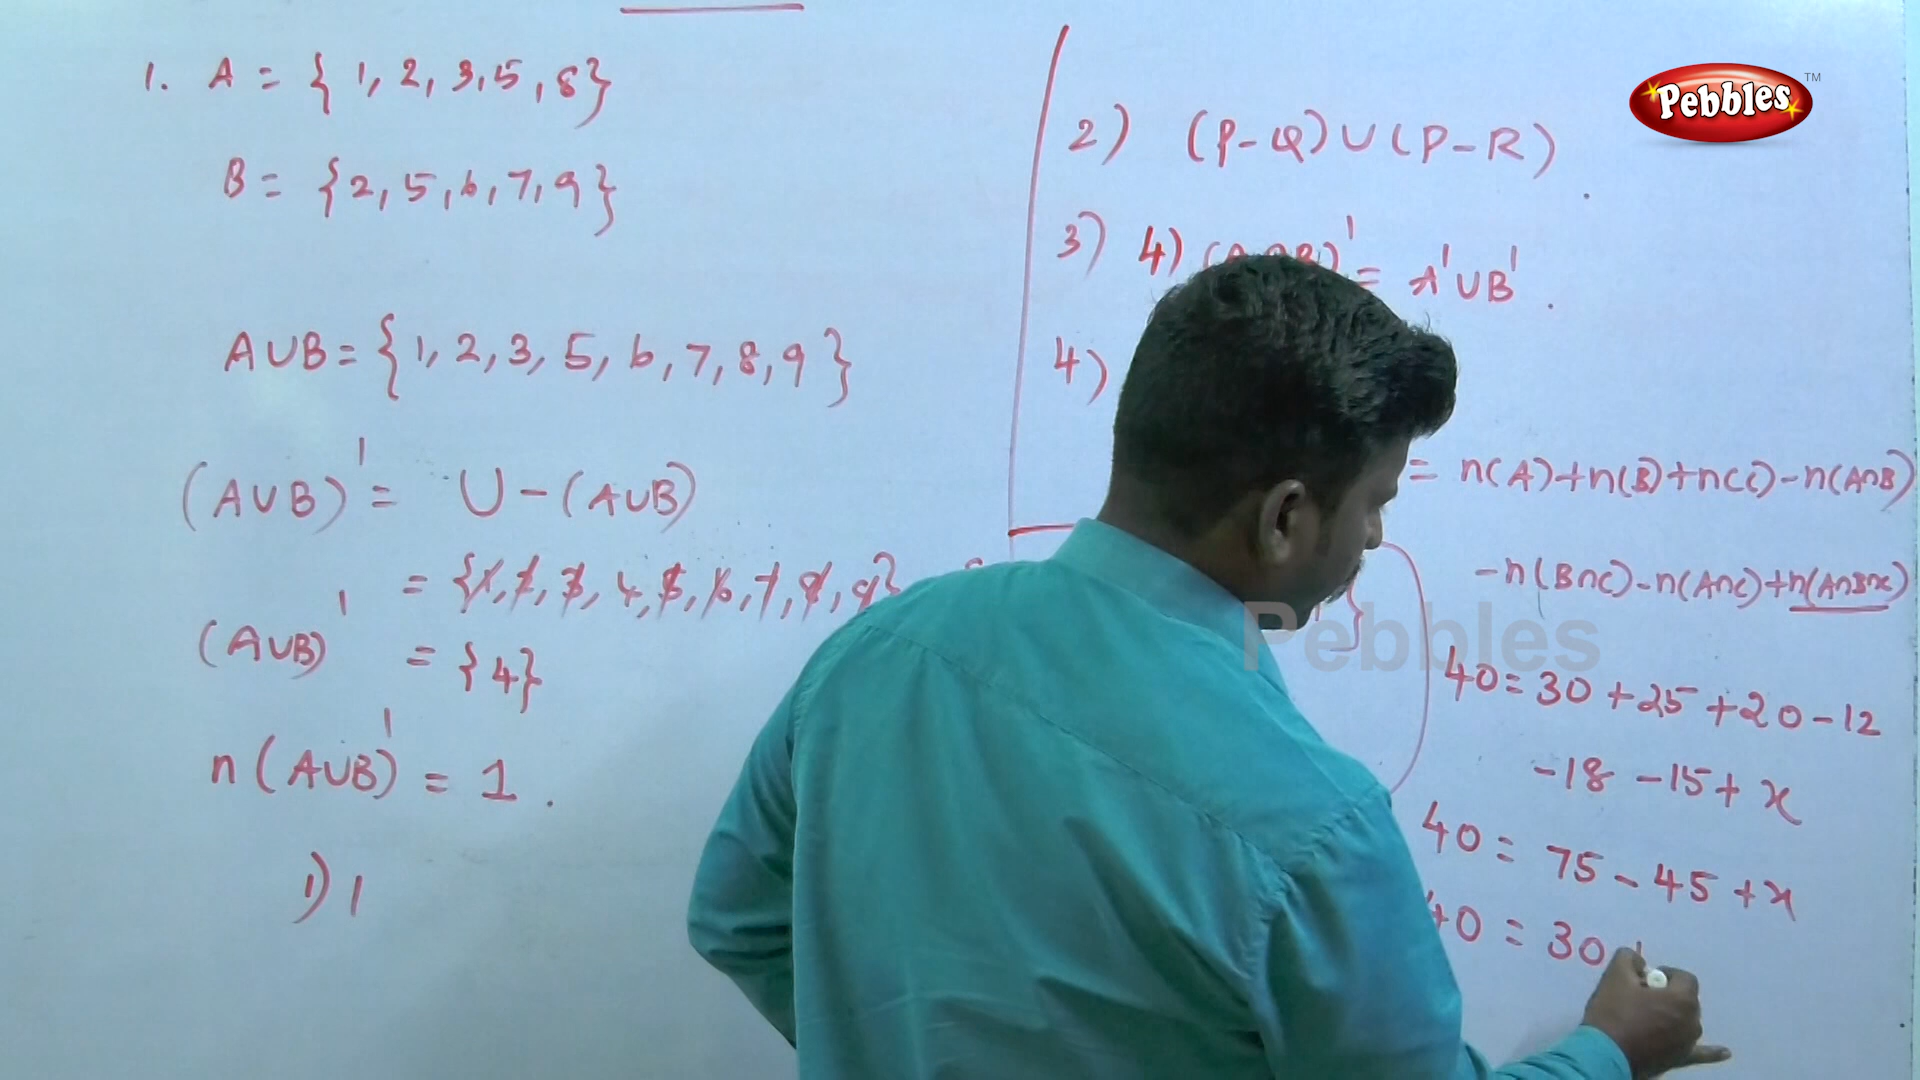 1. A = { 1, 2, 3, 5, 8}
B = {2, 5, 6, 7, 9}
A∪B = {1, 2, 3, 5, 6, 7, 8, 9}
(A∪B)' = U - (A∪B)
= {1, 2, 3, 4, 5, 6, 7, 8, 9}
(A∪B)' = {4}
n(A∪B)' = 1.
1) 1
2) (P-Q)∪(P-R).
3) 4) (A∩B)' = A'∪B'.
4)
= n(A)+n(B)+n(C)-n(A∩B)
-n(B∩C)-n(A∩C)+n(A∩B∩C)
}
40=30+25+20-12
-18-15+x
40 = 75-45+x
40 = 30
Pebbles TM
Pebbles